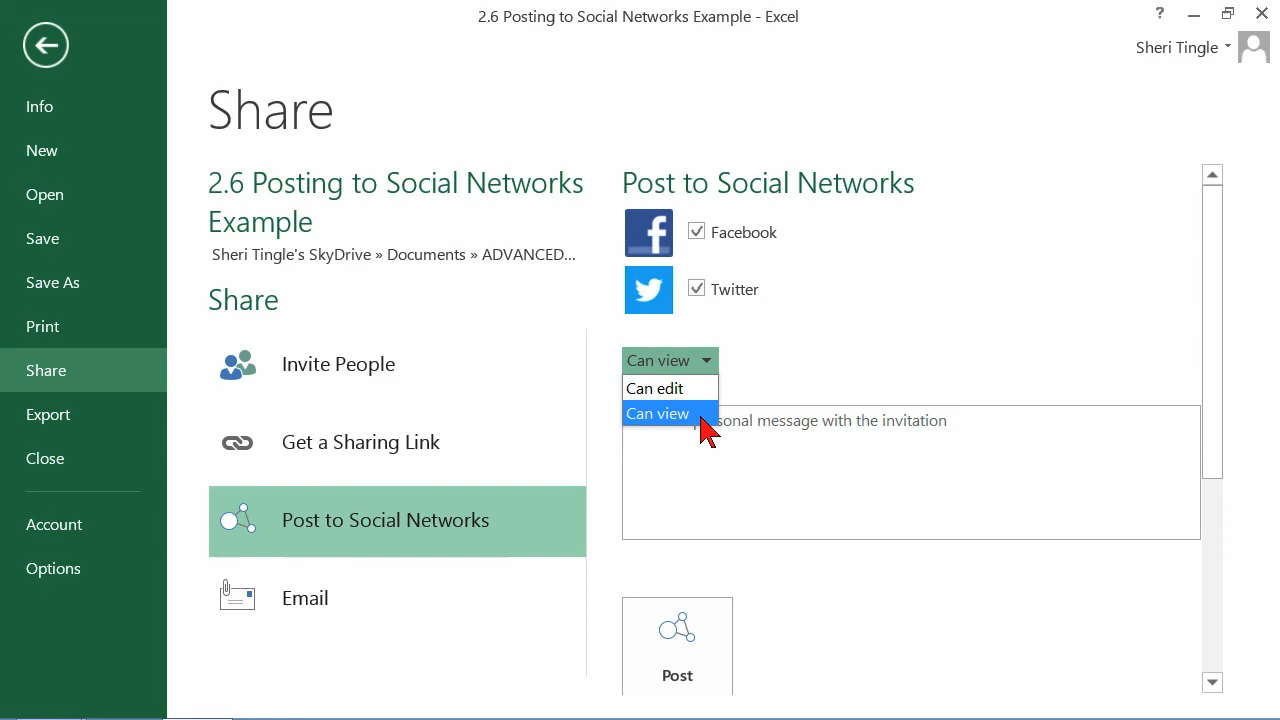 2.6 Posting to Social Networks Example - Excel
?
Sheri Tingle
Info
New
Open
Save
Save As
Print
Share
Export
Close
Account
Options
Share
2.6 Posting to Social Networks
Example
Sheri Tingle's SkyDrive » Documents » ADVANCED...
Share
Invite People
Get a Sharing Link
Post to Social Networks
Email
Post to Social Networks
Facebook
Twitter
Can view
Can edit
Can view
message with the invitation
Post